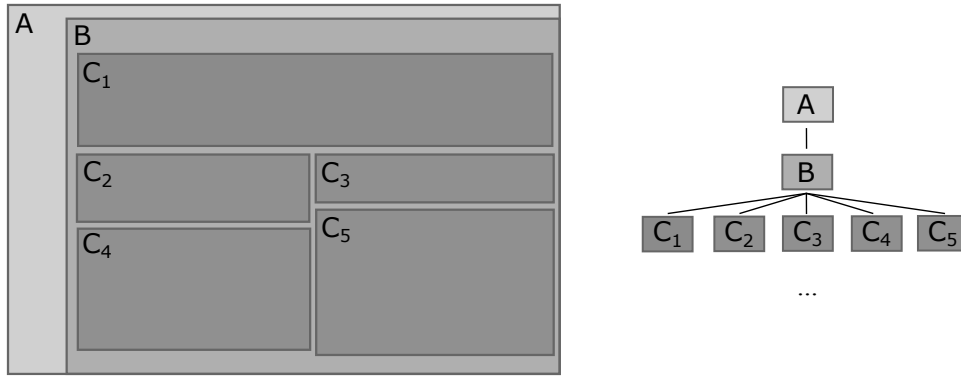 A
B
C₁
C₂
C₃
C₄
C₅
A
B
C₁ C₂ C₃ C₄ C₅
...